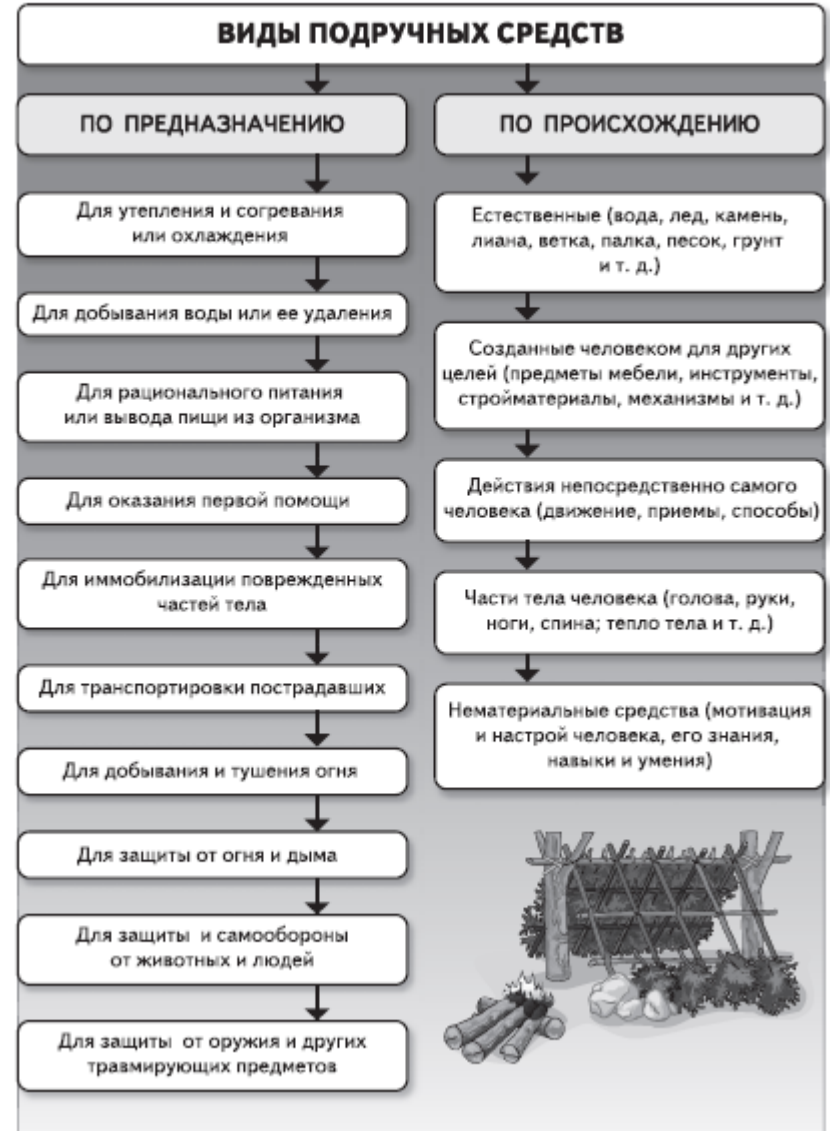 ВИДЫ ПОДРУЧНЫХ СРЕДСТВ
ПО ПРЕДНАЗНАЧЕНИЮ
Для утепления и согревания
или охлаждения
Для добывания воды или ее удаления
Для рационального питания
или вывода пищи из организма
Для оказания первой помощи
Для иммобилизации поврежденных
частей тела
Для транспортировки пострадавших
Для добывания и тушения огня
Для защиты от огня и дыма
Для защиты и самообороны
от животных и людей
Для защиты от оружия и других
травмирующих предметов
ПО ПРОИСХОЖДЕНИЮ
Естественные (вода, лед, камень,
лиана, ветка, палка, песок, грунт
и т. д.)
Созданные человеком для других
целей (предметы мебели, инструменты,
стройматериалы, механизмы и т. д.)
Действия непосредственно самого
человека (движение, приемы, способы)
Части тела человека (голова, руки,
ноги, спина; тепло тела и т. д.)
Нематериальные средства (мотивация
и настрой человека, его знания,
навыки и умения)